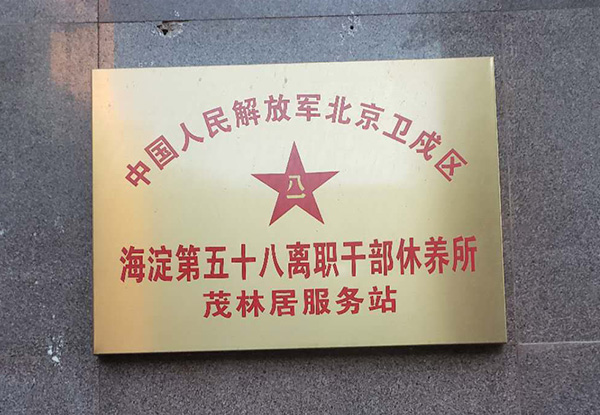 中国人民解放军北京卫戍区
八一
海淀第五十八离职干部休养所
茂林居服务站